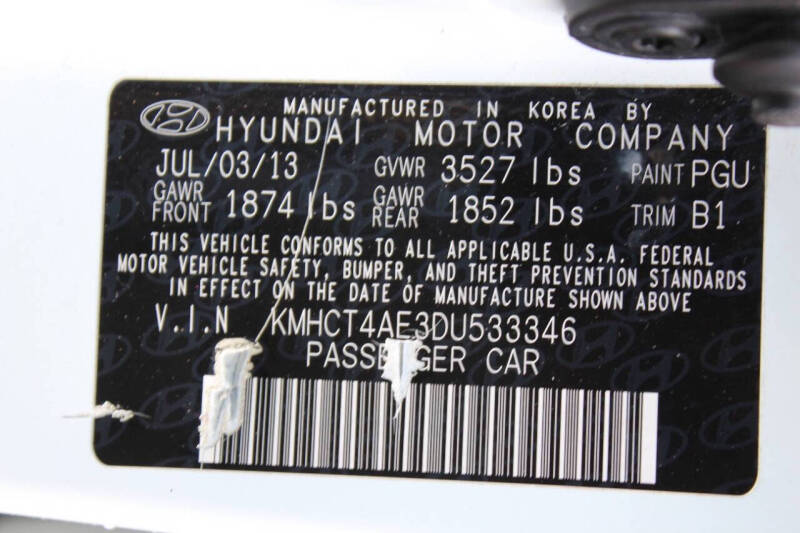 MANUFACTURED IN KOREA BY
HYUNDAI MOTOR COMPANY
JUL/03/13 GVWR 3527 lbs PAINT PGU
GAWR FRONT 1874 lbs GAWR REAR 1852 lbs TRIM B1
THIS VEHICLE CONFORMS TO ALL APPLICABLE U.S.A. FEDERAL
MOTOR VEHICLE SAFETY, BUMPER, AND THEFT PREVENTION STANDARDS
IN EFFECT ON THE DATE OF MANUFACTURE SHOWN ABOVE
V.I.N KMHCT4AE3DU533346
PASSENGER CAR